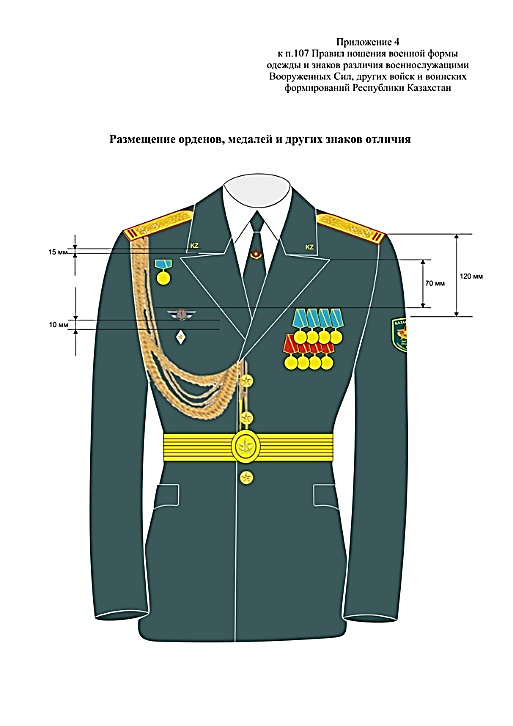 Приложение 4
к п.107 Правил ношения военной формы
одежды и знаков различия военнослужащими
Вооруженных Сил, других войск и воинских
формирований Республики Казахстан
Размещение орденов, медалей и других знаков отличия
KZ
KZ
15 мм
120 мм
70 мм
10 мм